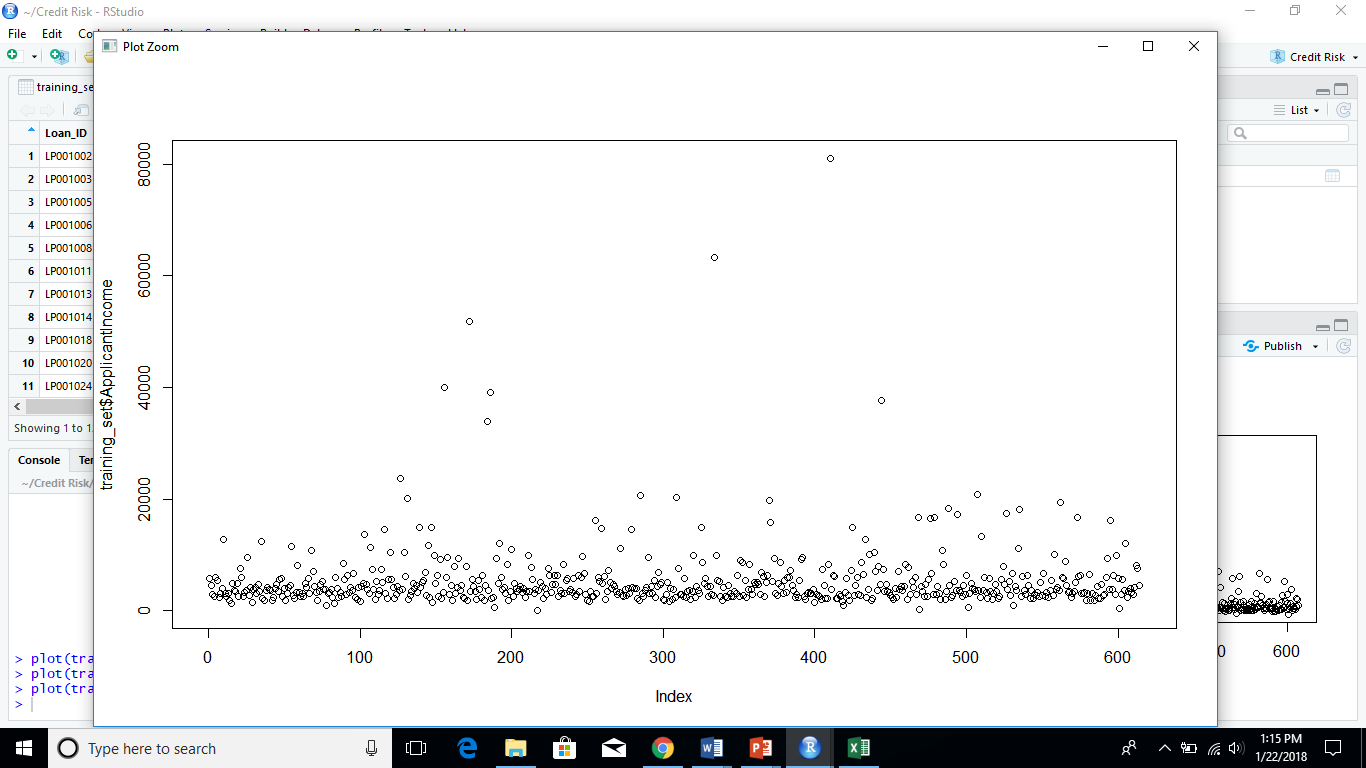 ~/Credit Risk - RStudio
File Edit
Plot Zoom
Credit Risk
training_se
List
Loan_ID
1 LP001002
2 LP001003
3 LP001005
4 LP001006
5 LP001008
6 LP001011
7 LP001013
8 LP001014
9 LP001018
10 LP001020
11 LP001024
Showing 1 to 1
Console Ter
~/Credit Risk/
Publish
80000
60000
40000
20000
0
training_set$ApplicantIncome
0 100 200 300 400 500 600
Index
0 600
> plot(tra
> plot(tra
> plot(tra
>
Type here to search
1:15 PM
1/22/2018